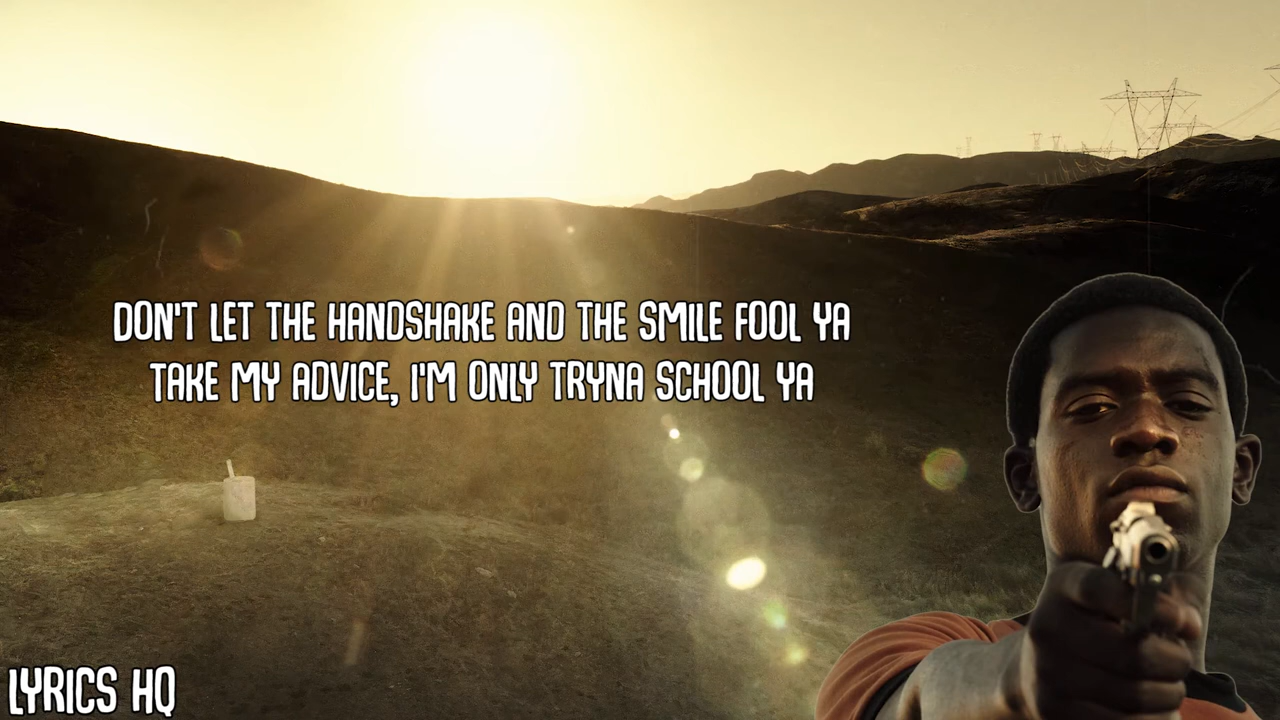 DON'T LET THE HANDSHAKE AND THE SMILE FOOL YA
TAKE MY ADVICE, I'M ONLY TRYNA SCHOOL YA
LYRICS HQ